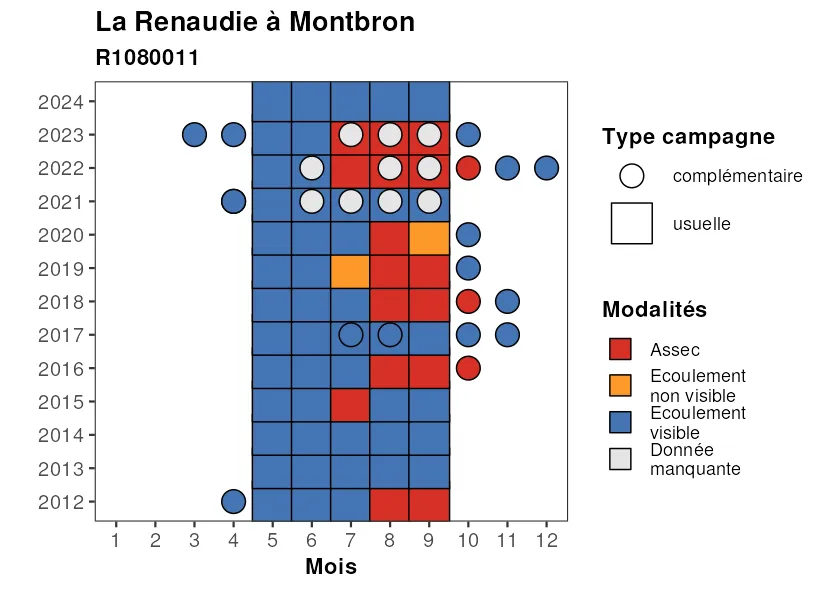 La Renaudie à Montbron
R1080011
2024
2023
2022
2021
2020
2019
2018
2017
2016
2015
2014
2013
2012
1 2 3 4 5 6 7 8 9 10 11 12
Mois
Type campagne
complémentaire
usuelle
Modalités
Assec
Ecoulement
non visible
Ecoulement
visible
Donnée
manquante